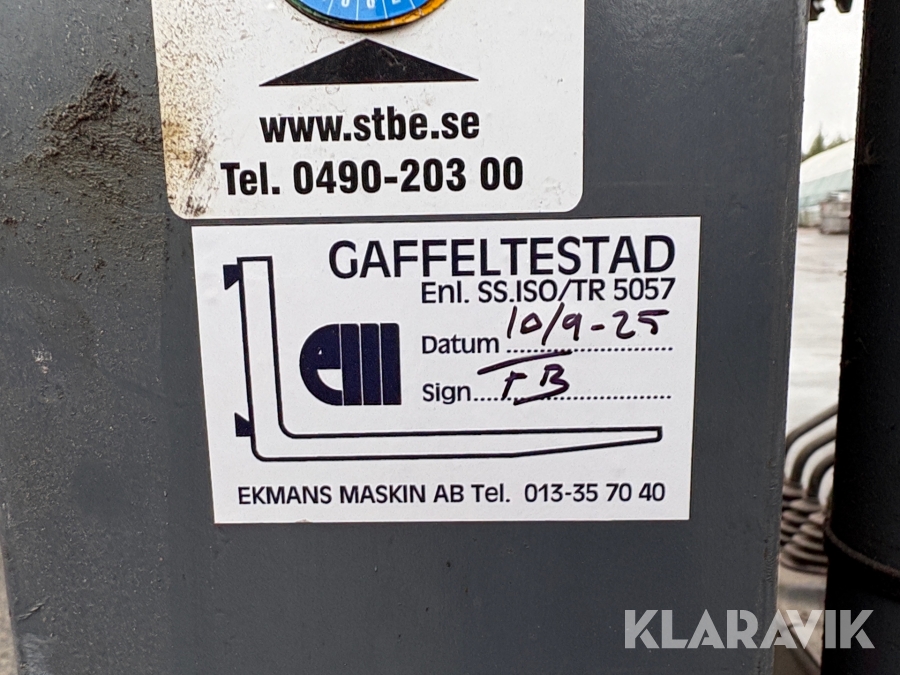 www.stbe.se
Tel. 0490-203 00
GAFFELTESTAD
Enl. SS.ISO/TR 5057
Datum 10/9-25
Sign. FB
em
EKMANS MASKIN AB Tel. 013-35 70 40
KLARAVIK